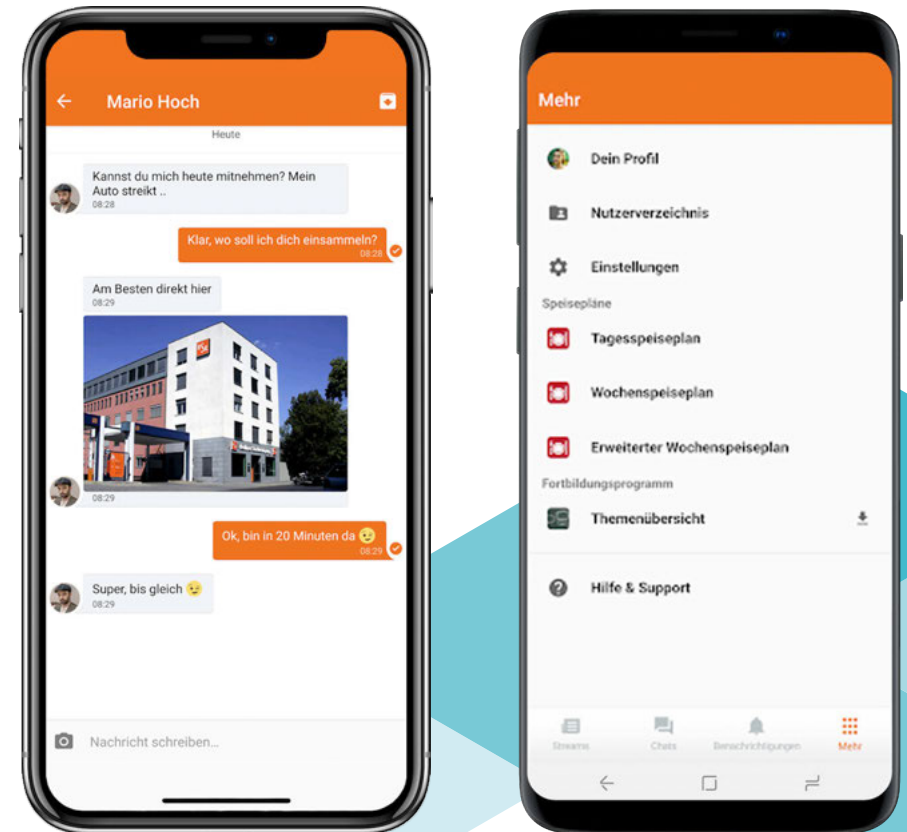 Mario Hoch
Heute
Kannst du mich heute mitnehmen? Mein
Auto streikt ..
08:28
Klar, wo soll ich dich einsammeln?
08:28
Am Besten direkt hier
08:29
08:29
Ok, bin in 20 Minuten da 😉
08:29
Super, bis gleich 😉
08:29
Nachricht schreiben...
Mehr
Dein Profil
Nutzerverzeichnis
Einstellungen
Speisepläne
Tagesspeiseplan
Wochenspeiseplan
Erweiterter Wochenspeiseplan
Fortbildungsprogramm
Themenübersicht
Hilfe & Support
Streams
Chats
Benachrichtigungen
Mehr